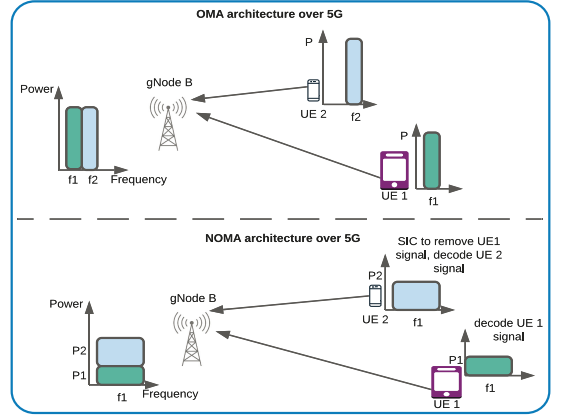 OMA architecture over 5G
P
gNode B
Power
UE 2
f2
P
f1 f2 Frequency
UE 1
f1
NOMA architecture over 5G
SIC to remove UE1
signal, decode UE 2
signal
P2
gNode B
Power
UE 2
f1
decode UE 1
signal
P2
P1
P1
f1 Frequency
UE 1
f1